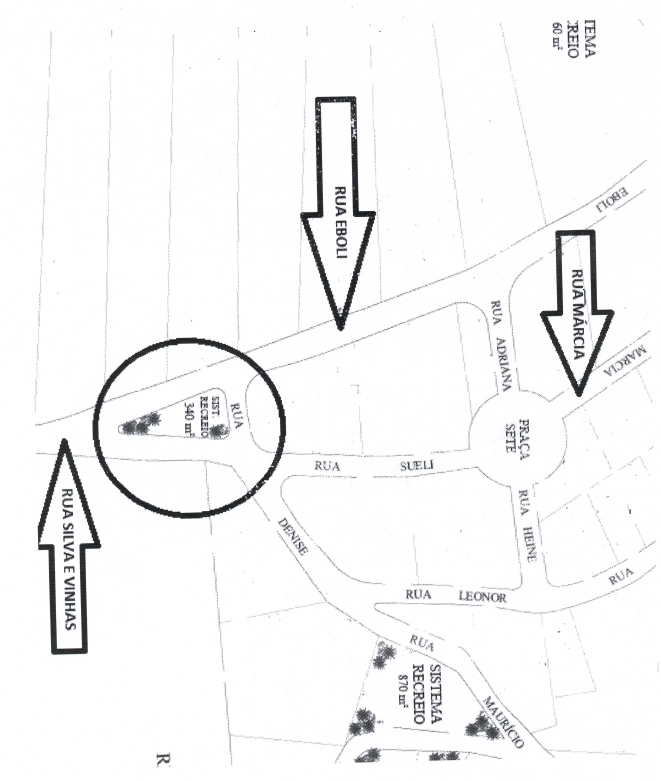 TEMA
REIO
60 m²
EBOLI
RUA EBOLI
RUA MÁRCIA
MARCIA
RUA ADRIANA
PRAÇA
SETE
RUA
SIST.
RECREIO
340 m²
RUA SUELI
RUA HEINE
RUA SILVA E VINHAS
DENISE
RUA LEONOR
RUA
RUA MAURÍCIO
SISTEMA
RECREIO
870 m²
R